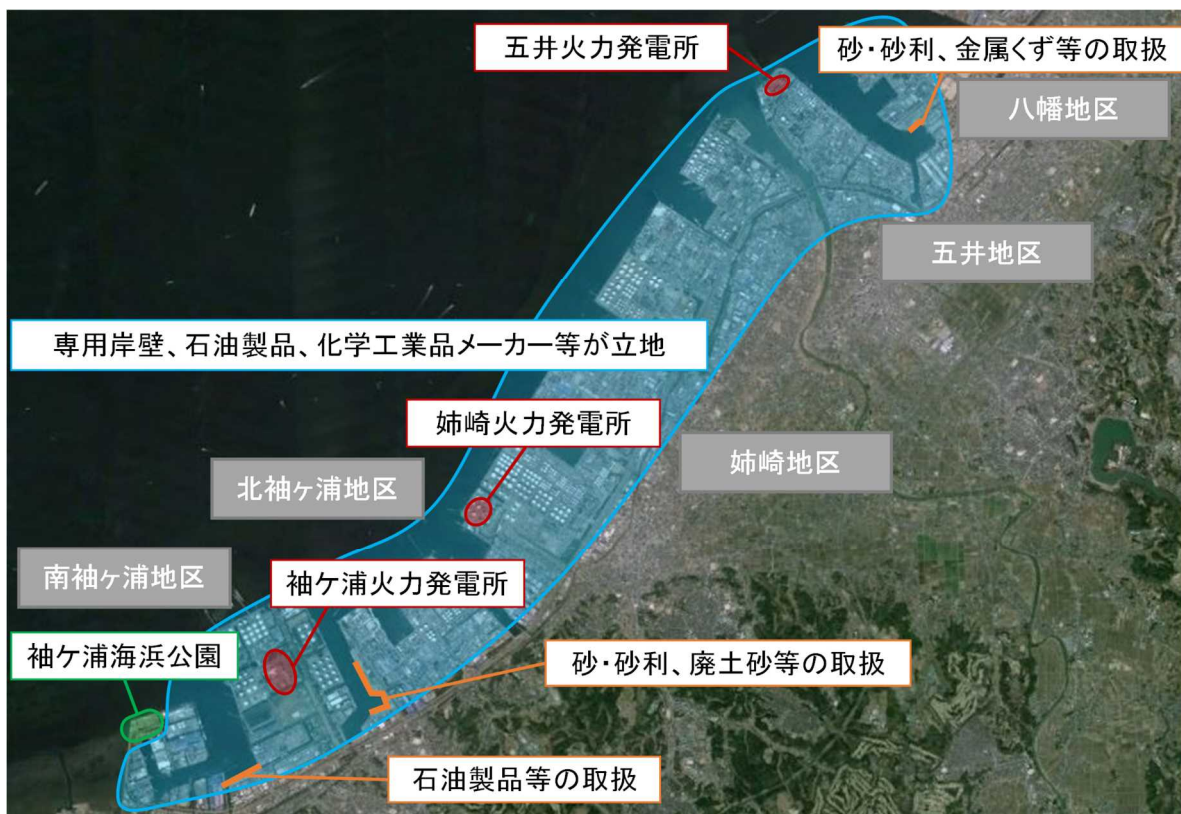 五井火力発電所
砂・砂利、金属くず等の取扱
八幡地区
五井地区
専用岸壁、石油製品、化学工業品メーカー等が立地
姉崎火力発電所
姉崎地区
北袖ヶ浦地区
南袖ヶ浦地区
袖ケ浦火力発電所
袖ケ浦海浜公園
砂・砂利、廃土砂等の取扱
石油製品等の取扱